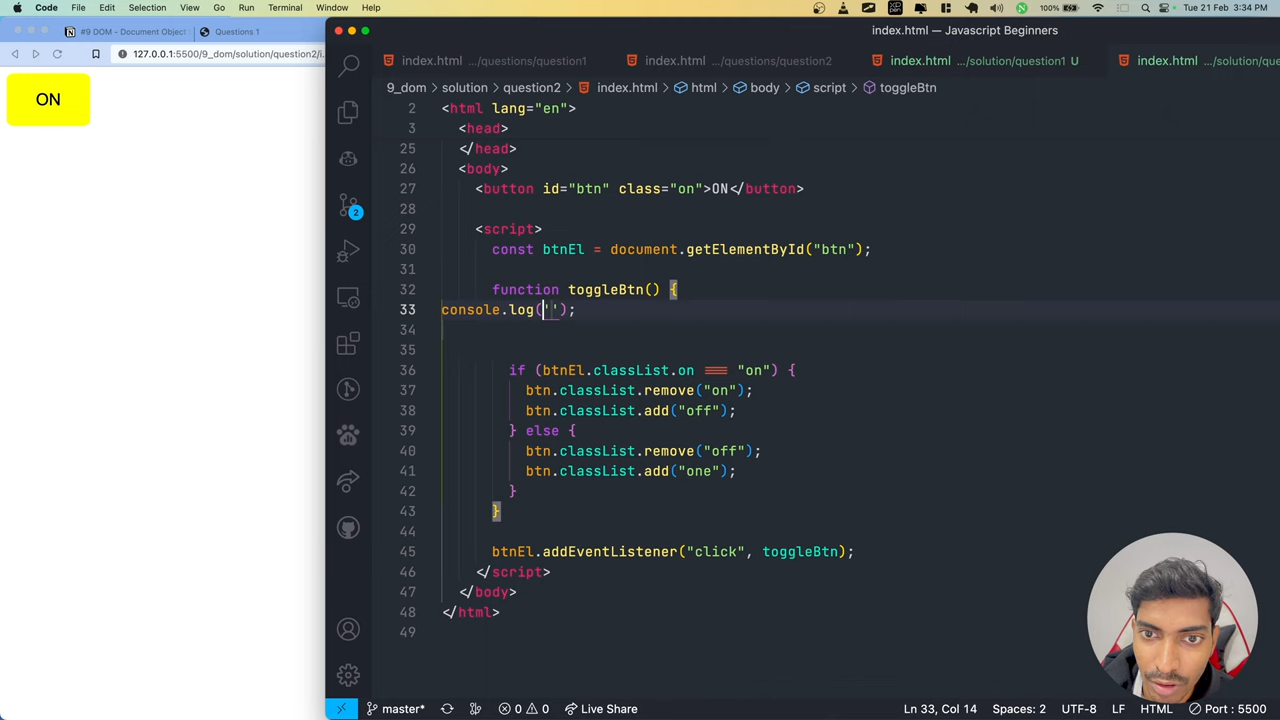 Code File Edit Selection View Go Run Terminal Window Help 100% Tue 21 Feb 3:34 PM
#9 DOM - Document Object Questions 1
127.0.0.1:5500/9_dom/solution/question2/i...
ON
index.html — Javascript Beginners
index.html .../questions/question1 index.html .../questions/question2 index.html .../solution/question1 U index.html .../solution/que
9_dom solution question2 index.html html body script toggleBtn
2 <html lang="en">
3 <head>
25 </head>
26 <body>
27 <button id="btn" class="on">ON</button>
28
29 <script>
30 const btnEl = document.getElementById("btn");
31
32 function toggleBtn() {
33 console.log('');
34
35
36 if (btnEl.classList.on === "on") {
37 btn.classList.remove("on");
38 btn.classList.add("off");
39 } else {
40 btn.classList.remove("off");
41 btn.classList.add("one");
42 }
43 }
44
45 btnEl.addEventListener("click", toggleBtn);
46 </script>
47 </body>
48 </html>
49
2
master* 0 0 Live Share Ln 33, Col 14 Spaces: 2 UTF-8 LF HTML Port : 5500